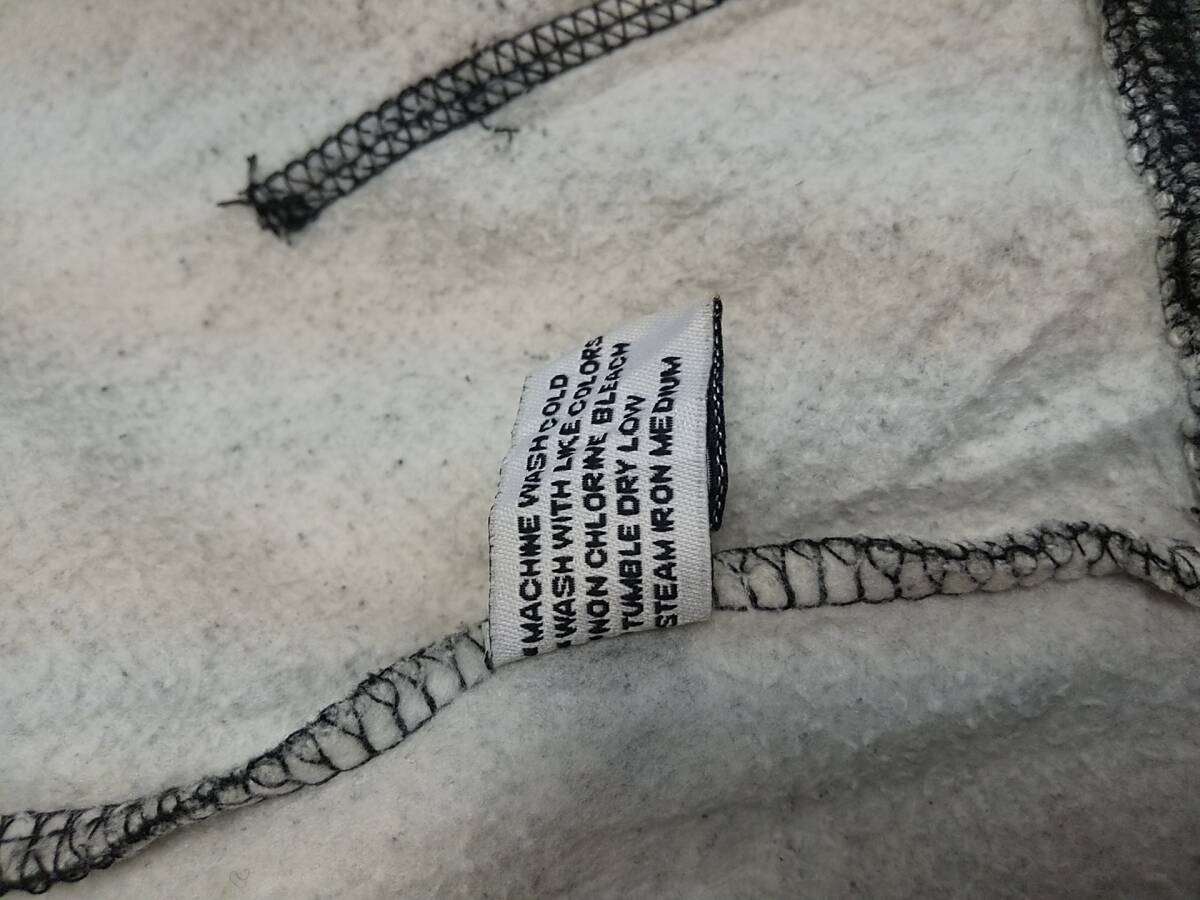 MACHINE WASH COLD
WASH WITH LIKE COLORS
NON CHLORINE BLEACH
TUMBLE DRY LOW
STEAM IRON MEDIUM